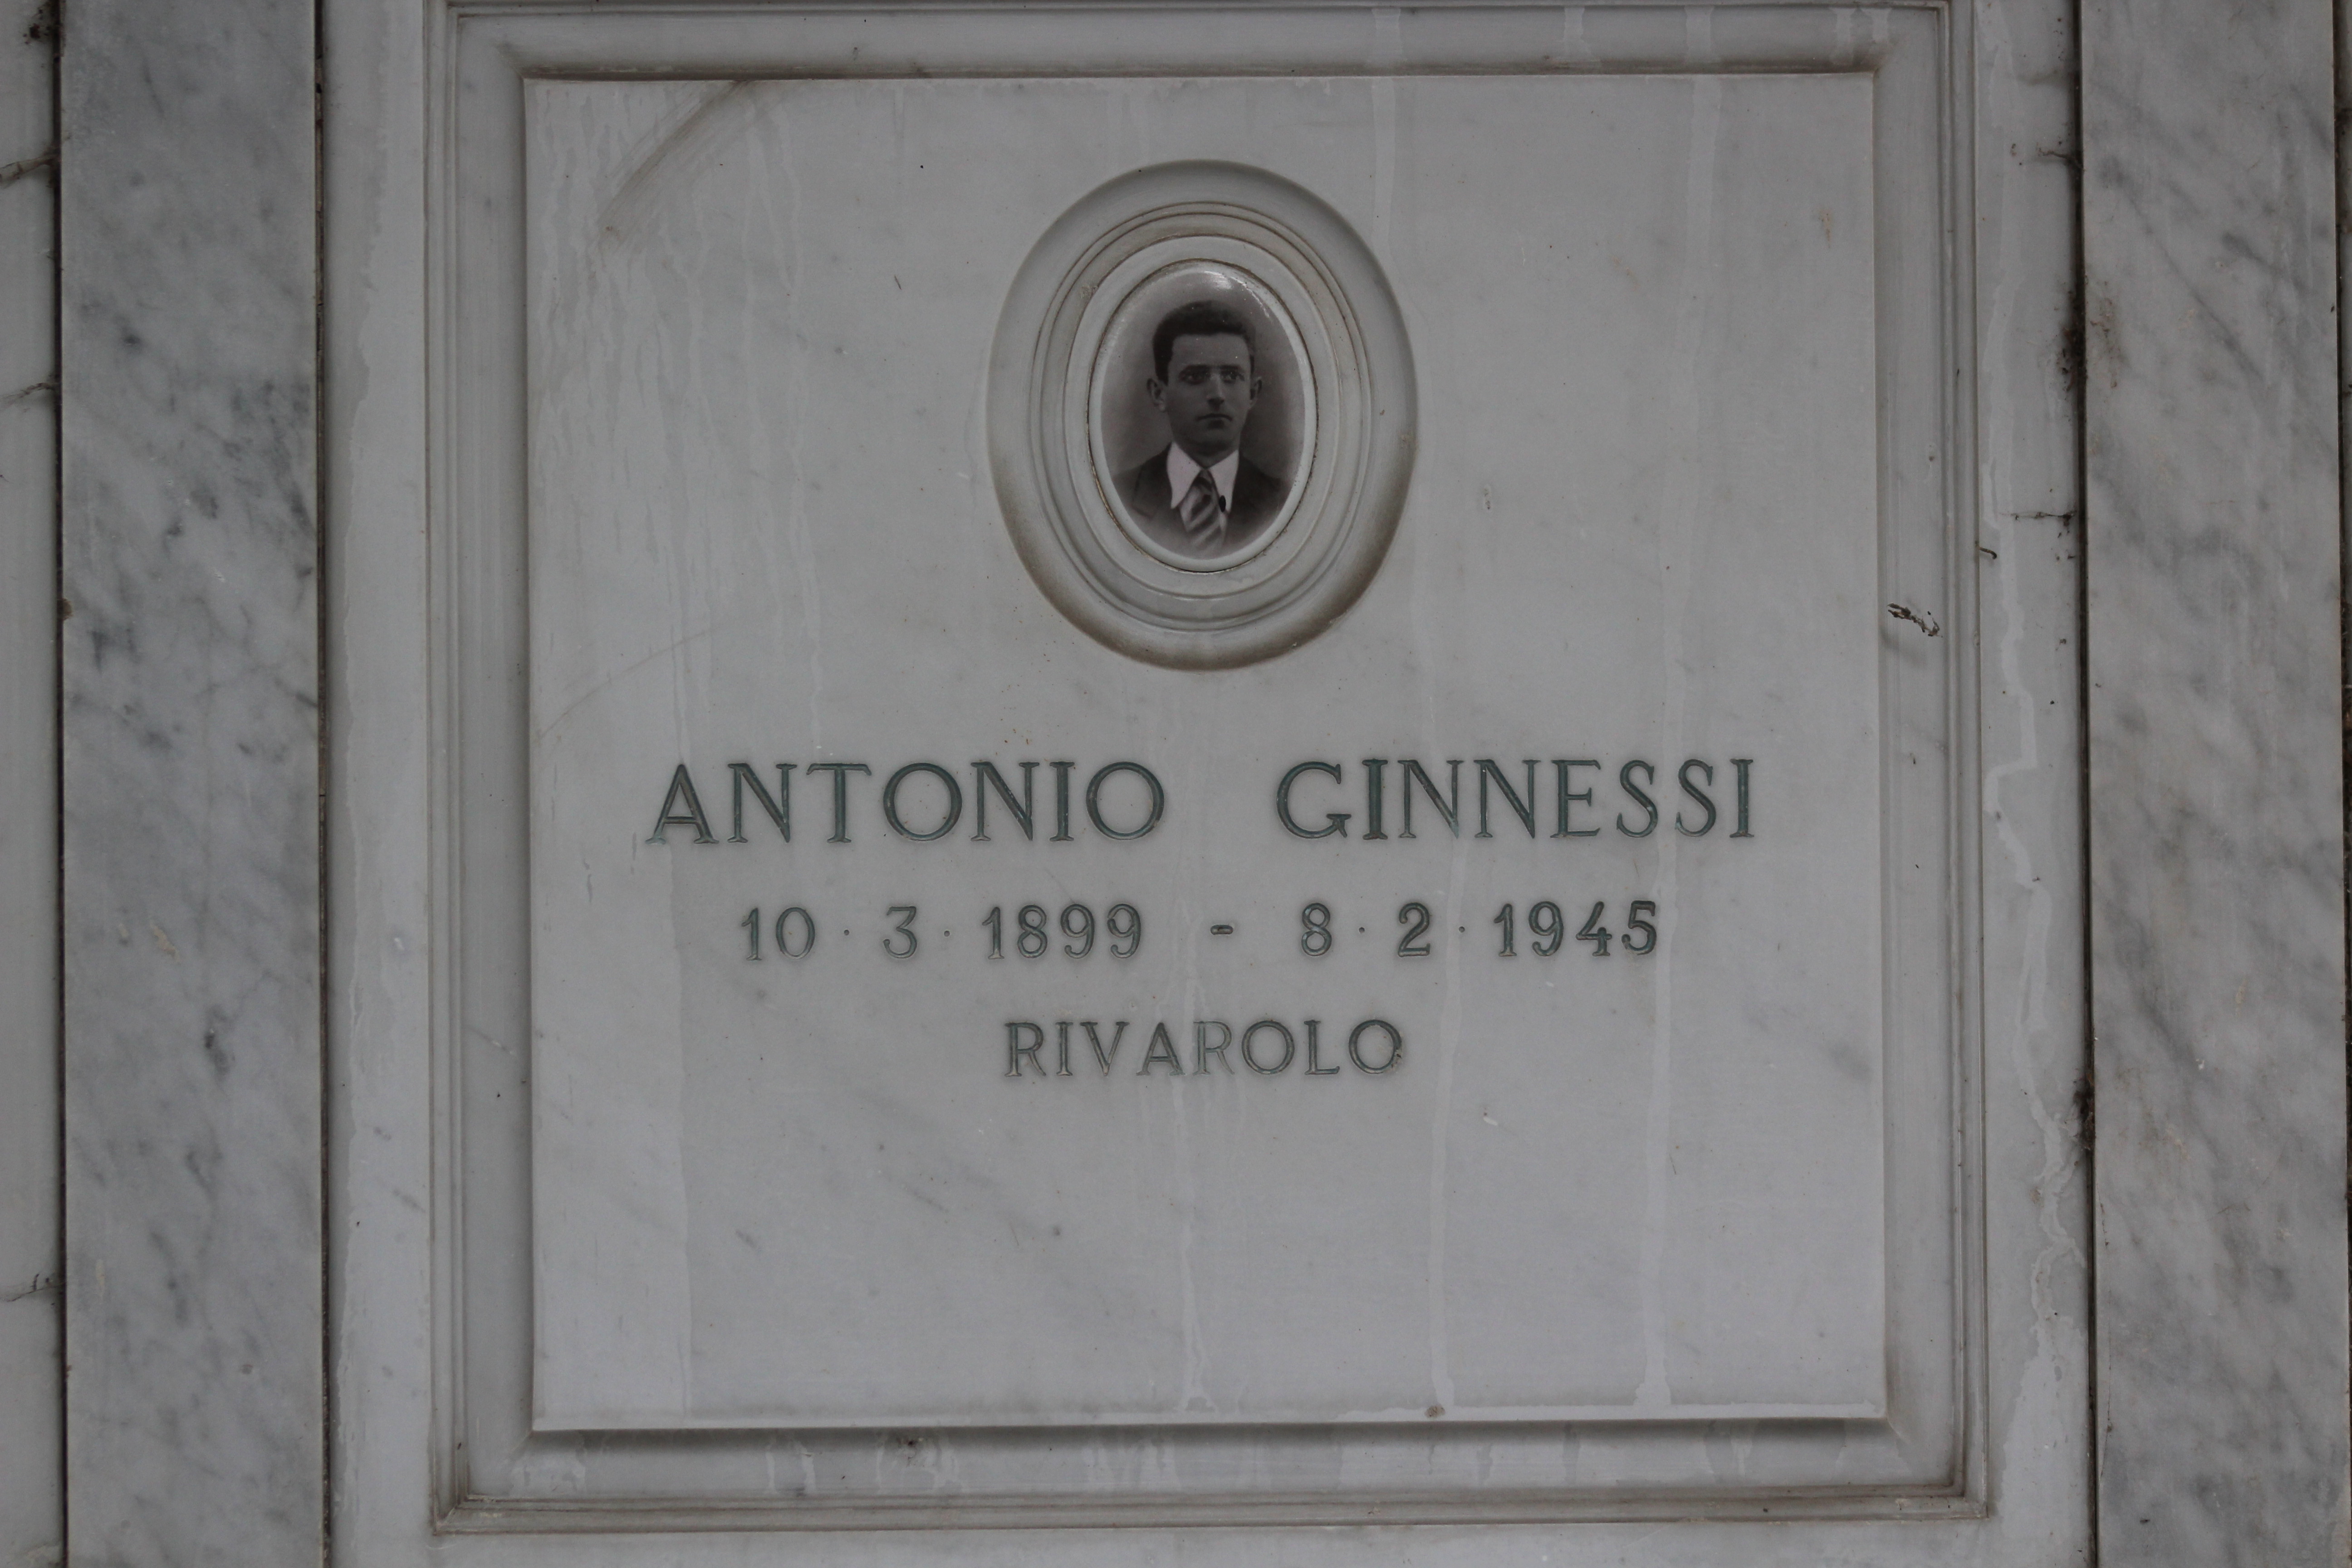 ANTONIO GINNESSI
10·3·1899 - 8·2·1945
RIVAROLO